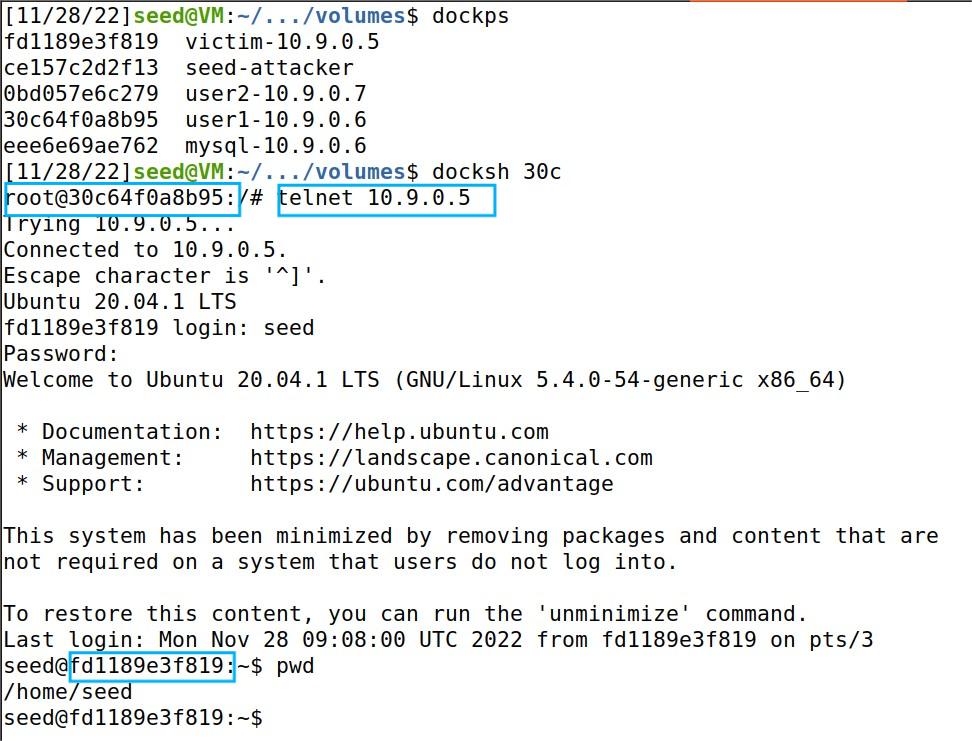 [11/28/22]seed@VM:~/.../volumes$ dockps
fd1189e3f819  victim-10.9.0.5
ce157c2d2f13  seed-attacker
0bd057e6c279  user2-10.9.0.7
30c64f0a8b95  user1-10.9.0.6
eee6e69ae762  mysql-10.9.0.6
[11/28/22]seed@VM:~/.../volumes$ docksh 30c
root@30c64f0a8b95:/# telnet 10.9.0.5
Trying 10.9.0.5...
Connected to 10.9.0.5.
Escape character is '^]'.
Ubuntu 20.04.1 LTS
fd1189e3f819 login: seed
Password:
Welcome to Ubuntu 20.04.1 LTS (GNU/Linux 5.4.0-54-generic x86_64)
 * Documentation:  https://help.ubuntu.com
 * Management:     https://landscape.canonical.com
 * Support:        https://ubuntu.com/advantage
This system has been minimized by removing packages and content that are
not required on a system that users do not log into.
To restore this content, you can run the 'unminimize' command.
Last login: Mon Nov 28 09:08:00 UTC 2022 from fd1189e3f819 on pts/3
seed@fd1189e3f819:~$ pwd
/home/seed
seed@fd1189e3f819:~$